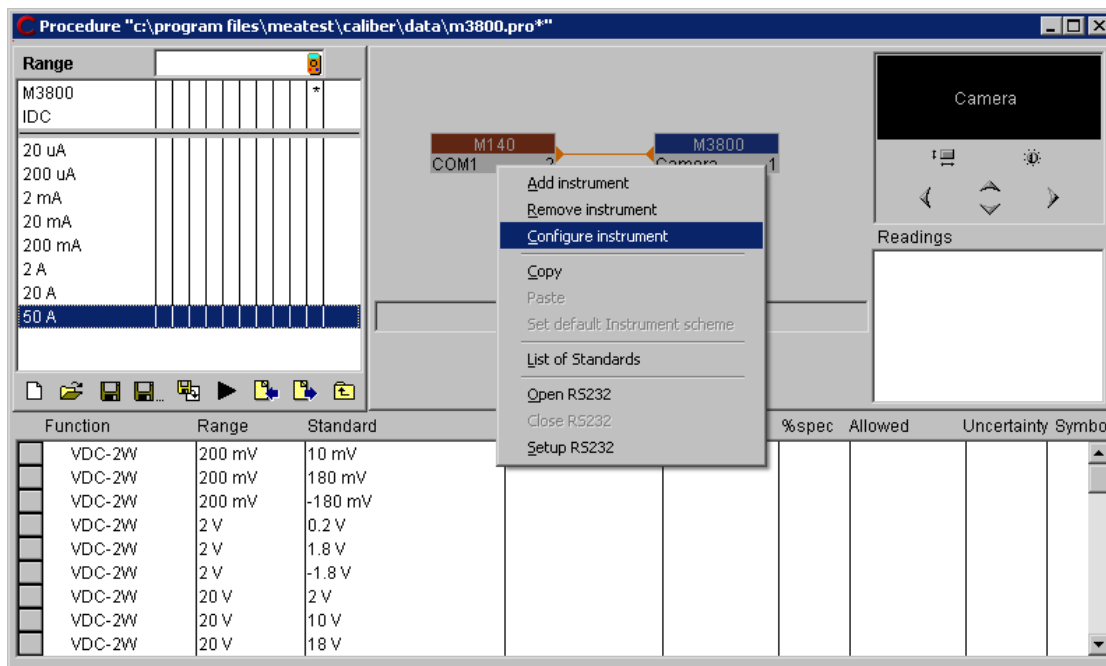 Procedure "c:\program files\meatest\caliber\data\m3800.pro*"
Range
M3800 *
IDC
20 uA
200 uA
2 mA
20 mA
200 mA
2 A
20 A
50 A
M140
COM1 2
M3800
Camera 1
Add instrument
Remove instrument
Configure instrument
Copy
Paste
Set default Instrument scheme
List of Standards
Open RS232
Close RS232
Setup RS232
Camera
Readings
Function Range Standard %spec Allowed Uncertainty Symbo
VDC-2W 200 mV 10 mV
VDC-2W 200 mV 180 mV
VDC-2W 200 mV -180 mV
VDC-2W 2 V 0.2 V
VDC-2W 2 V 1.8 V
VDC-2W 2 V -1.8 V
VDC-2W 20 V 2 V
VDC-2W 20 V 10 V
VDC-2W 20 V 18 V